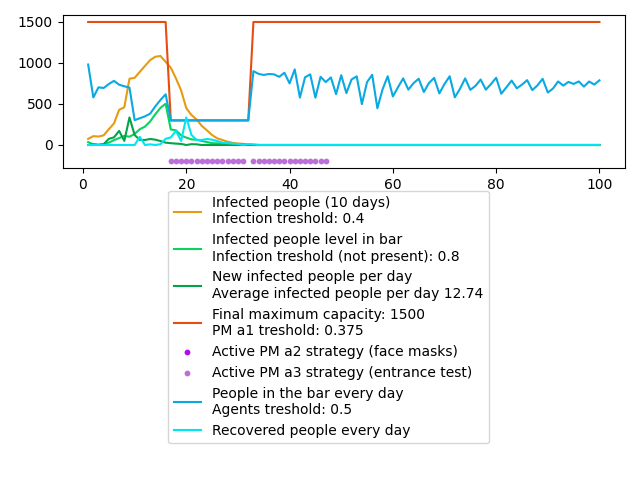 1500
1000
500
0
0 20 40 60 80 100
Infected people (10 days)
Infection treshold: 0.4
Infected people level in bar
Infection treshold (not present): 0.8
New infected people per day
Average infected people per day 12.74
Final maximum capacity: 1500
PM a1 treshold: 0.375
Active PM a2 strategy (face masks)
Active PM a3 strategy (entrance test)
People in the bar every day
Agents treshold: 0.5
Recovered people every day